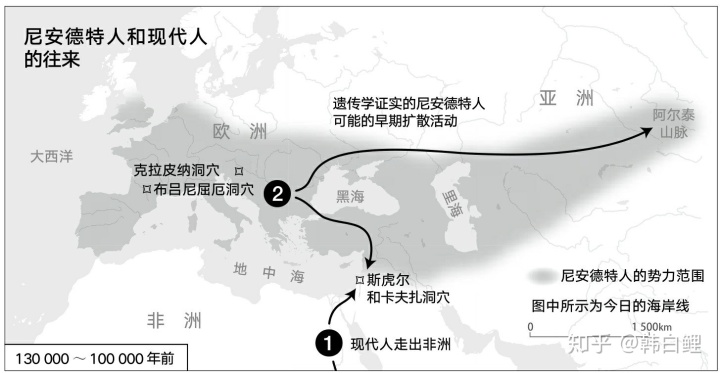 尼安德特人和现代人
的往来
遗传学证实的尼安德特人
可能的早期扩散活动
亚 洲
阿尔泰
山脉
欧 洲
大西洋
克拉皮纳洞穴
布吕尼屈厄洞穴
2
黑海
里海
地 中 海
斯虎尔
和卡夫扎洞穴
尼安德特人的势力范围
图中所示为今日的海岸线
0 1 500km
非 洲
1 现代人走出非洲
130 000 ～ 100 000 年前
知乎 @韩白鲤